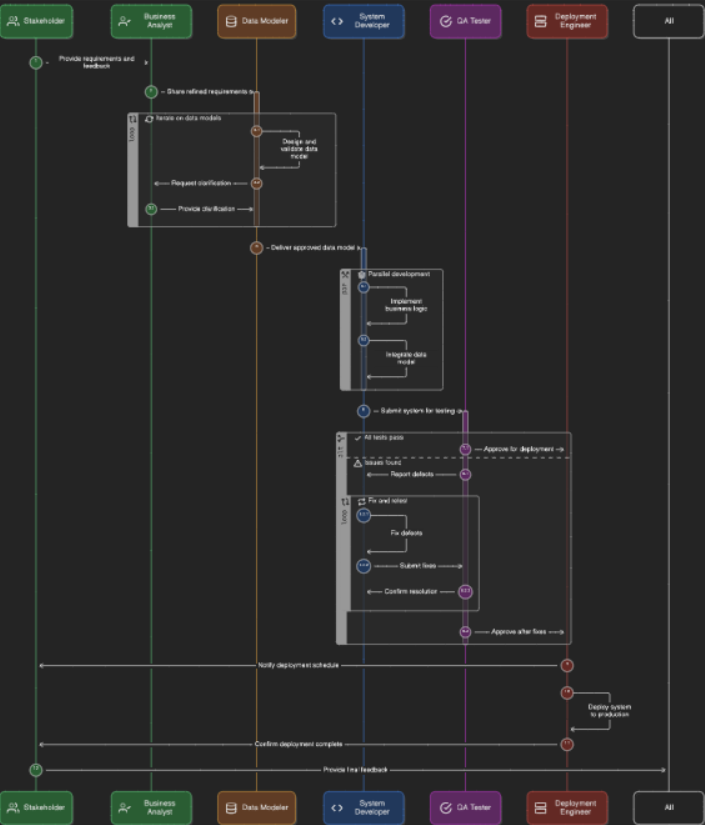 Stakeholder
Business
Analyst
Data Modeler
System
Developer
QA Tester
Deployment
Engineer
All
Provide requirements and
feedback
Share refined requirements
loop
Iterate on data models
Design and
validate data
model
Request clarification
Provide clarification
Deliver approved data model
par
Parallel development
Implement
business logic
Integrate data
model
Submit system for testing
alt
All tests pass
Approve for deployment
Issues found
Report defects
loop
Fix and retest
Fix defects
Submit fixes
Confirm resolution
Approve after fixes
Notify deployment schedule
Deploy system
to production
Confirm deployment complete
Provide final feedback
Stakeholder
Business
Analyst
Data Modeler
System
Developer
QA Tester
Deployment
Engineer
All